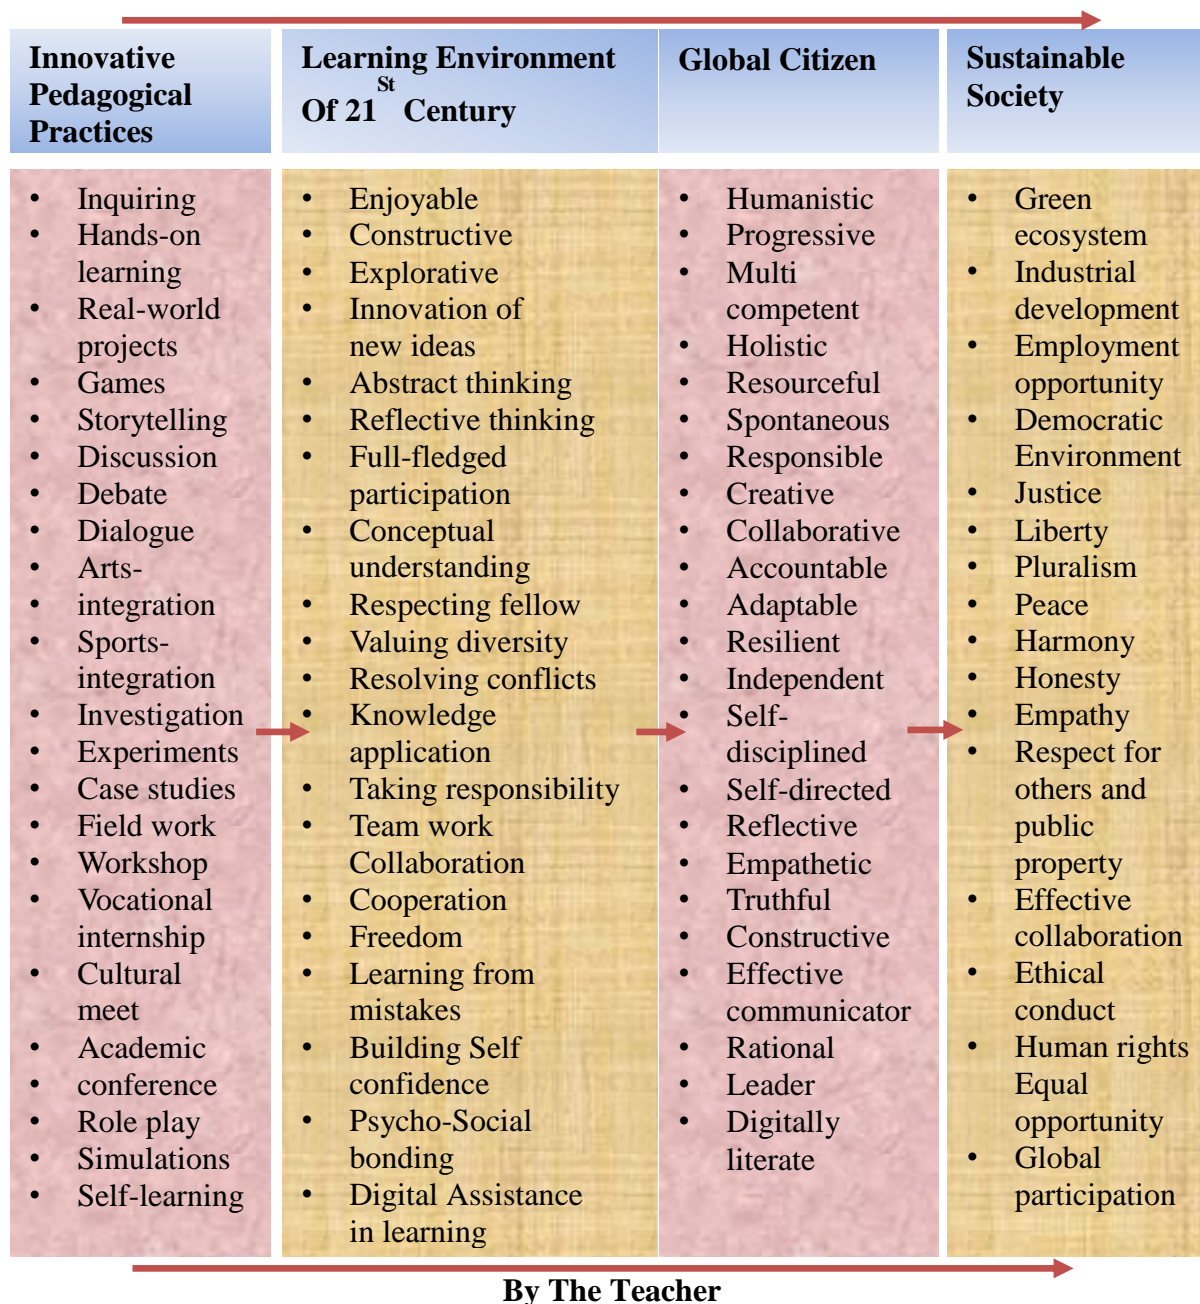 Innovative
Pedagogical
Practices
Learning Environment
Of 21St Century
Global Citizen
Sustainable
Society
• Inquiring
• Hands-on
learning
• Real-world
projects
• Games
• Storytelling
• Discussion
• Debate
• Dialogue
• Arts-
• integration
• Sports-
integration
• Investigation
• Experiments
• Case studies
• Field work
• Workshop
• Vocational
internship
• Cultural
meet
• Academic
• conference
• Role play
• Simulations
• Self-learning
• Enjoyable
• Constructive
• Explorative
• Innovation of
new ideas
• Abstract thinking
• Reflective thinking
• Full-fledged
participation
• Conceptual
understanding
• Respecting fellow
• Valuing diversity
• Resolving conflicts
• Knowledge
application
• Taking responsibility
• Team work
Collaboration
• Cooperation
• Freedom
• Learning from
mistakes
• Building Self
confidence
• Psycho-Social
bonding
• Digital Assistance
in learning
• Humanistic
• Progressive
• Multi
competent
• Holistic
• Resourceful
• Spontaneous
• Responsible
• Creative
• Collaborative
• Accountable
• Adaptable
• Resilient
• Independent
• Self-
disciplined
• Self-directed
• Reflective
• Empathetic
• Truthful
• Constructive
• Effective
communicator
• Rational
• Leader
• Digitally
literate
• Green
ecosystem
• Industrial
development
• Employment
opportunity
• Democratic
Environment
• Justice
• Liberty
• Pluralism
• Peace
• Harmony
• Honesty
• Empathy
• Respect for
others and
public
property
• Effective
collaboration
• Ethical
conduct
• Human rights
Equal
opportunity
• Global
participation
By The Teacher